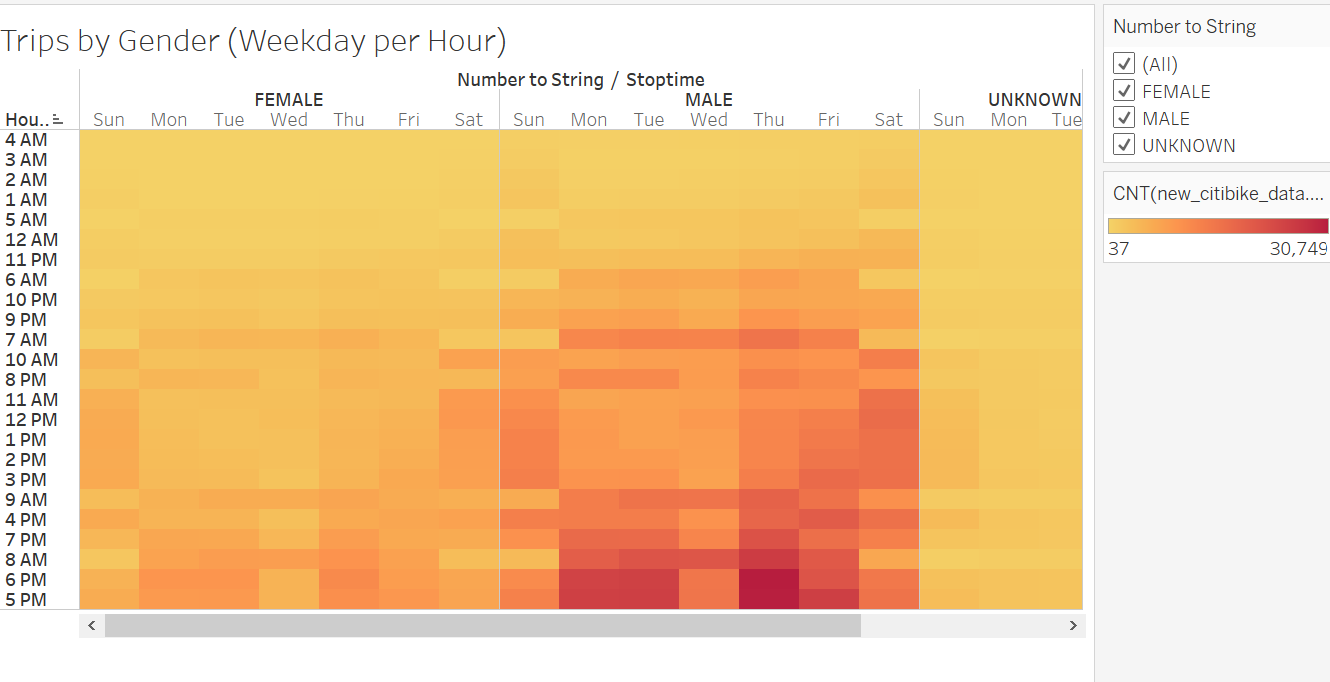 Trips by Gender (Weekday per Hour)
Number to String / Stoptime
FEMALE MALE UNKNOWN
Hou.. Sun Mon Tue Wed Thu Fri Sat Sun Mon Tue Wed Thu Fri Sat Sun Mon Tue
4 AM
3 AM
2 AM
1 AM
5 AM
12 AM
11 PM
6 AM
10 PM
9 PM
7 AM
10 AM
8 PM
11 AM
12 PM
1 PM
2 PM
3 PM
9 AM
4 PM
7 PM
8 AM
6 PM
5 PM
Number to String
(All)
FEMALE
MALE
UNKNOWN
CNT(new_citibike_data....
37 30,749